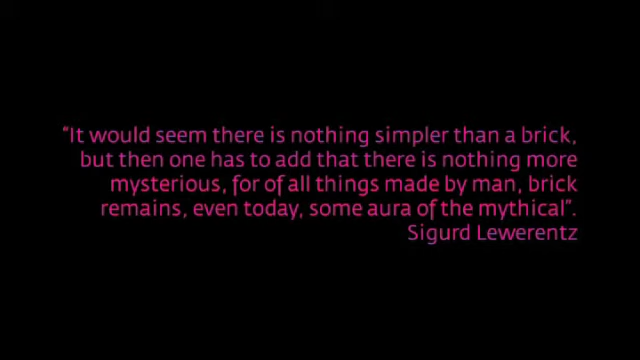 “It would seem there is nothing simpler than a brick,
but then one has to add that there is nothing more
mysterious, for of all things made by man, brick
remains, even today, some aura of the mythical”.
Sigurd Lewerentz